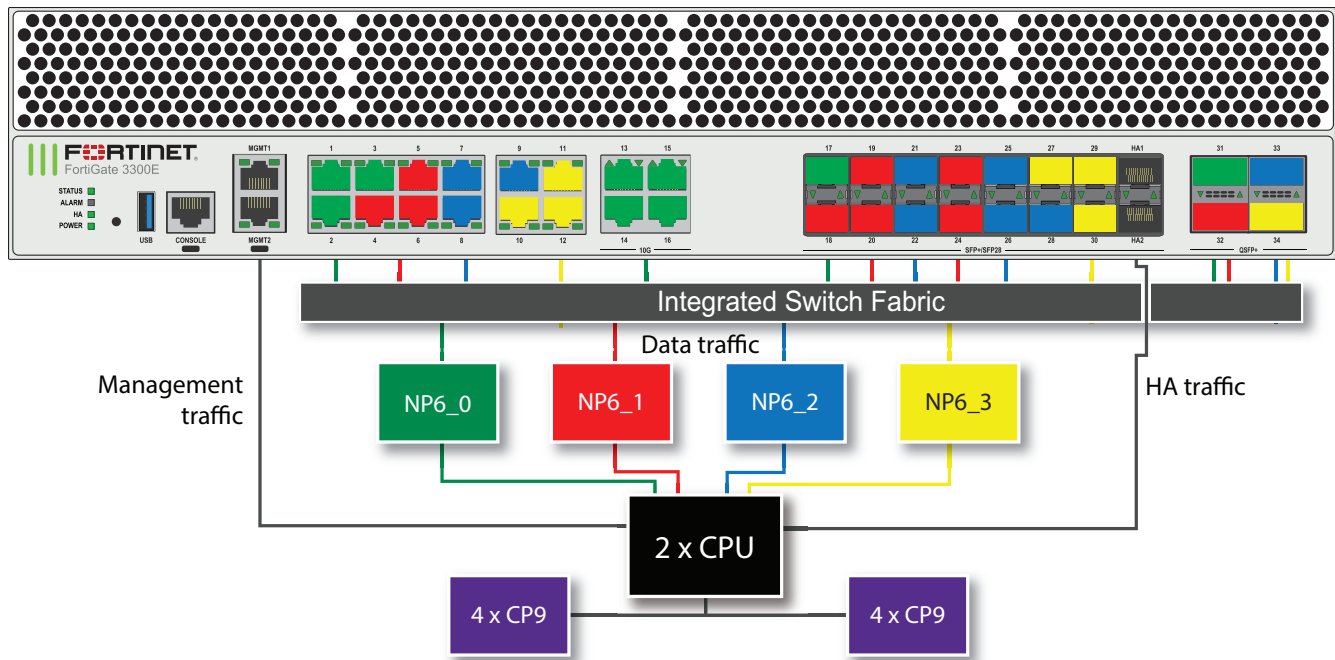 FORTINET
FortiGate 3300E
STATUS
ALARM
HA
POWER
USB
CONSOLE
MGMT1
MGMT2
1 3 5 7
2 4 6 8
9 11
10 12
13 15
14 16
10G
17 19 21 23 25 27 29 HA1
18 20 22 24 26 28 30 HA2
SFP+/SFP28
31 33
32 34
QSFP+
Integrated Switch Fabric
Data traffic
Management
traffic
HA traffic
NP6_0
NP6_1
NP6_2
NP6_3
2 x CPU
4 x CP9
4 x CP9